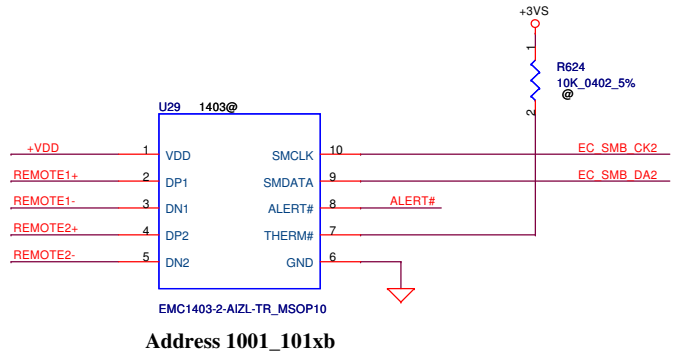 +3VS
1
R624
10K_0402_5%
@
2
U29 1403@
+VDD 1 VDD SMCLK 10 EC_SMB_CK2
REMOTE1+ 2 DP1 SMDATA 9 EC_SMB_DA2
REMOTE1- 3 DN1 ALERT# 8 ALERT#
REMOTE2+ 4 DP2 THERM# 7
REMOTE2- 5 DN2 GND 6
EMC1403-2-AIZL-TR_MSOP10
Address 1001_101xb